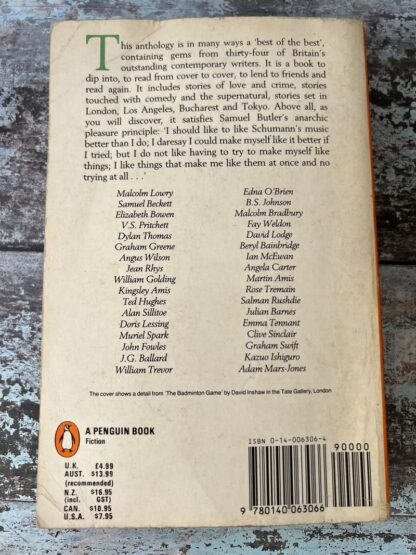 This anthology is in many ways a 'best of the best',
containing gems from thirty-four of Britain's
outstanding contemporary writers. It is a book to
dip into, to read from cover to cover, to lend to friends and
read again. It includes stories of love and crime, stories
touched with comedy and the supernatural, stories set in
London, Los Angeles, Bucharest and Tokyo. Above all, as
you will discover, it satisfies Samuel Butler's anarchic
pleasure principle: 'I should like to like Schumann's music
better than I do; I daresay I could make myself like it better if
I tried; but I do not like having to try to make myself like
things; I like things that make me like them at once and no
trying at all . . .'
Malcolm Lowry
Samuel Beckett
Elizabeth Bowen
V.S. Pritchett
Dylan Thomas
Graham Greene
Angus Wilson
Jean Rhys
William Golding
Kingsley Amis
Ted Hughes
Alan Sillitoe
Doris Lessing
Muriel Spark
John Fowles
J.G. Ballard
William Trevor
Edna O'Brien
B.S. Johnson
Malcolm Bradbury
Fay Weldon
David Lodge
Beryl Bainbridge
Ian McEwan
Angela Carter
Martin Amis
Rose Tremain
Salman Rushdie
Julian Barnes
Emma Tennant
Clive Sinclair
Graham Swift
Kazuo Ishiguro
Adam Mars-Jones
The cover shows a detail from 'The Badminton Game' by David Inshaw in the Tate Gallery, London
A PENGUIN BOOK
Fiction
U.K. £4.99
AUST. $13.99
(recommended)
N.Z. $16.95
(incl. GST)
CAN. $10.95
U.S.A. $7.95
ISBN 0-14-006306-4
90000
9 780140 063066